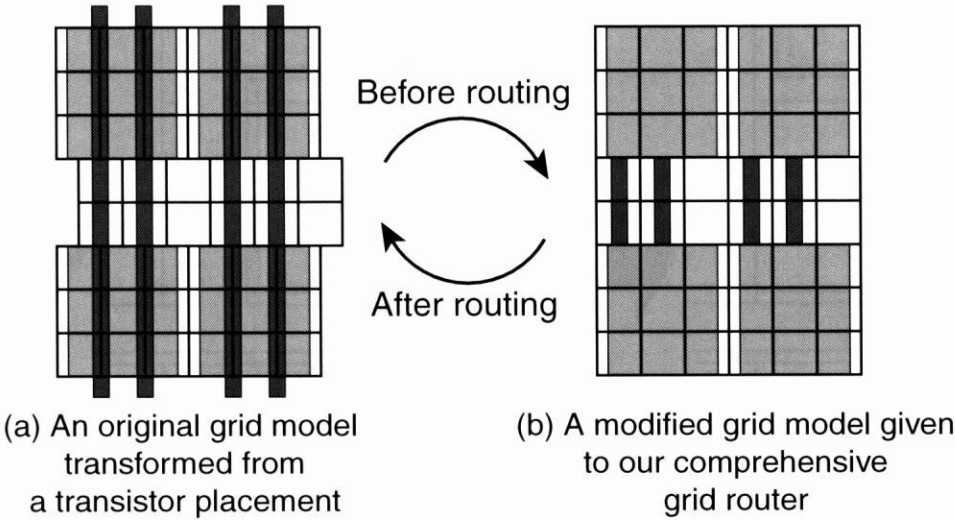 Before routing
After routing
(a) An original grid model
transformed from
a transistor placement
(b) A modified grid model given
to our comprehensive
grid router